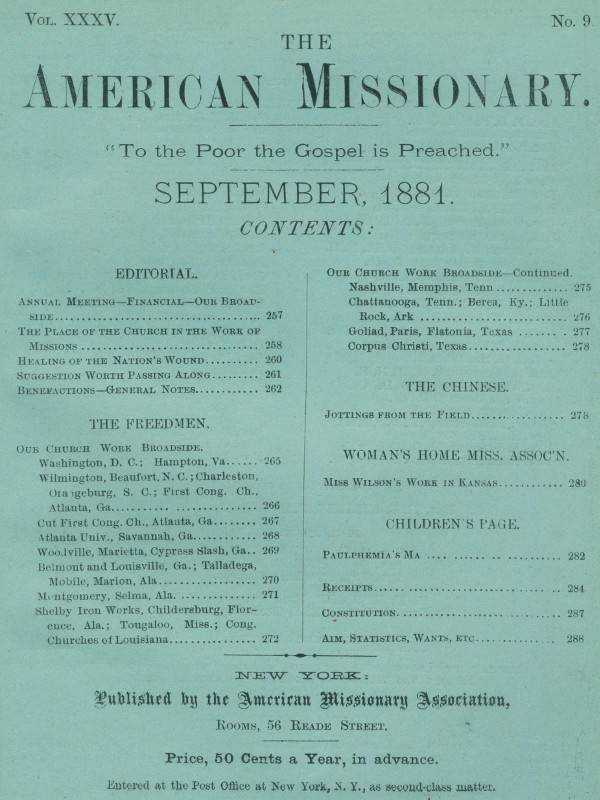 VOL. XXXV.
No. 9.
THE
AMERICAN MISSIONARY.
"To the Poor the Gospel is Preached."
SEPTEMBER, 1881.
CONTENTS:
EDITORIAL.
ANNUAL MEETING—FINANCIAL—OUR BROAD-
SIDE........................................ 257
THE PLACE OF THE CHURCH IN THE WORK OF
MISSIONS .................................... 258
HEALING OF THE NATION'S WOUND.......... 260
SUGGESTION WORTH PASSING ALONG......... 261
BENEFACTIONS—GENERAL NOTES............ 262
THE FREEDMEN.
OUR CHURCH WORK BROADSIDE.
Washington, D. C.; Hampton, Va...... 265
Wilmington, Beaufort, N. C.; Charleston,
Orangeburg, S. C.; First Cong. Ch.,
Atlanta, Ga.............................. 266
Cut First Cong. Ch., Atlanta, Ga........ 267
Atlanta Univ., Savannah, Ga............ 268
Woodville, Marietta, Cypress Slash, Ga.. 269
Belmont and Louisville, Ga.; Talladega,
Mobile, Marion, Ala.................... 270
Montgomery, Selma, Ala. ............... 271
Shelby Iron Works, Childersburg, Flor-
ence, Ala.; Tougaloo, Miss.; Cong.
Churches of Louisiana................. 272
OUR CHURCH WORK BROADSIDE—Continued.
Nashville, Memphis, Tenn ............. 275
Chattanooga, Tenn.; Berea, Ky.; Little
Rock, Ark ............................. 276
Goliad, Paris, Flatonia, Texas ......... 277
Corpus Christi, Texas.................. 278
THE CHINESE.
JOTTINGS FROM THE FIELD................. 278
WOMAN'S HOME MISS. ASSOC'N.
MISS WILSON'S WORK IN KANSAS........... 280
CHILDREN'S PAGE.
PAULPHEMIA'S MA .... ...... .. ......... 282
RECEIPTS.................................... 284
CONSTITUTION............................... 287
AIM, STATISTICS, WANTS, ETC............... 288
NEW YORK:
Published by the American Missionary Association,
ROOMS, 56 READE STREET.
Price, 50 Cents a Year, in advance.
Entered at the Post Office at New York, N. Y., as second-class matter.